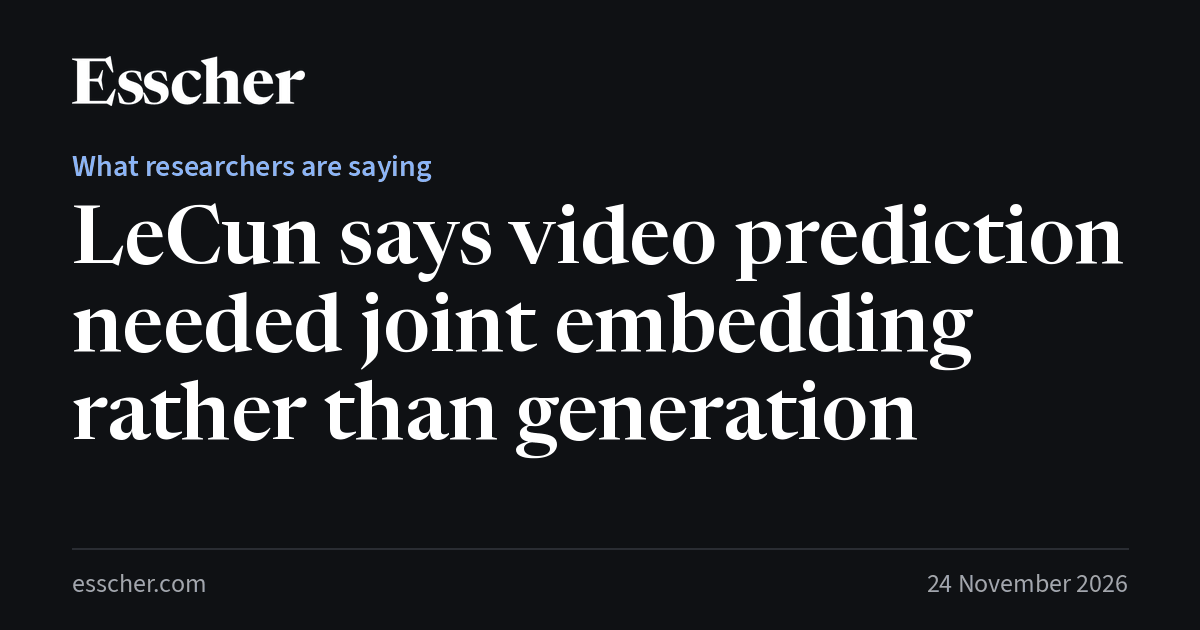 Esscher
What researchers are saying
LeCun says video prediction
needed joint embedding
rather than generation
esscher.com
24 November 2026